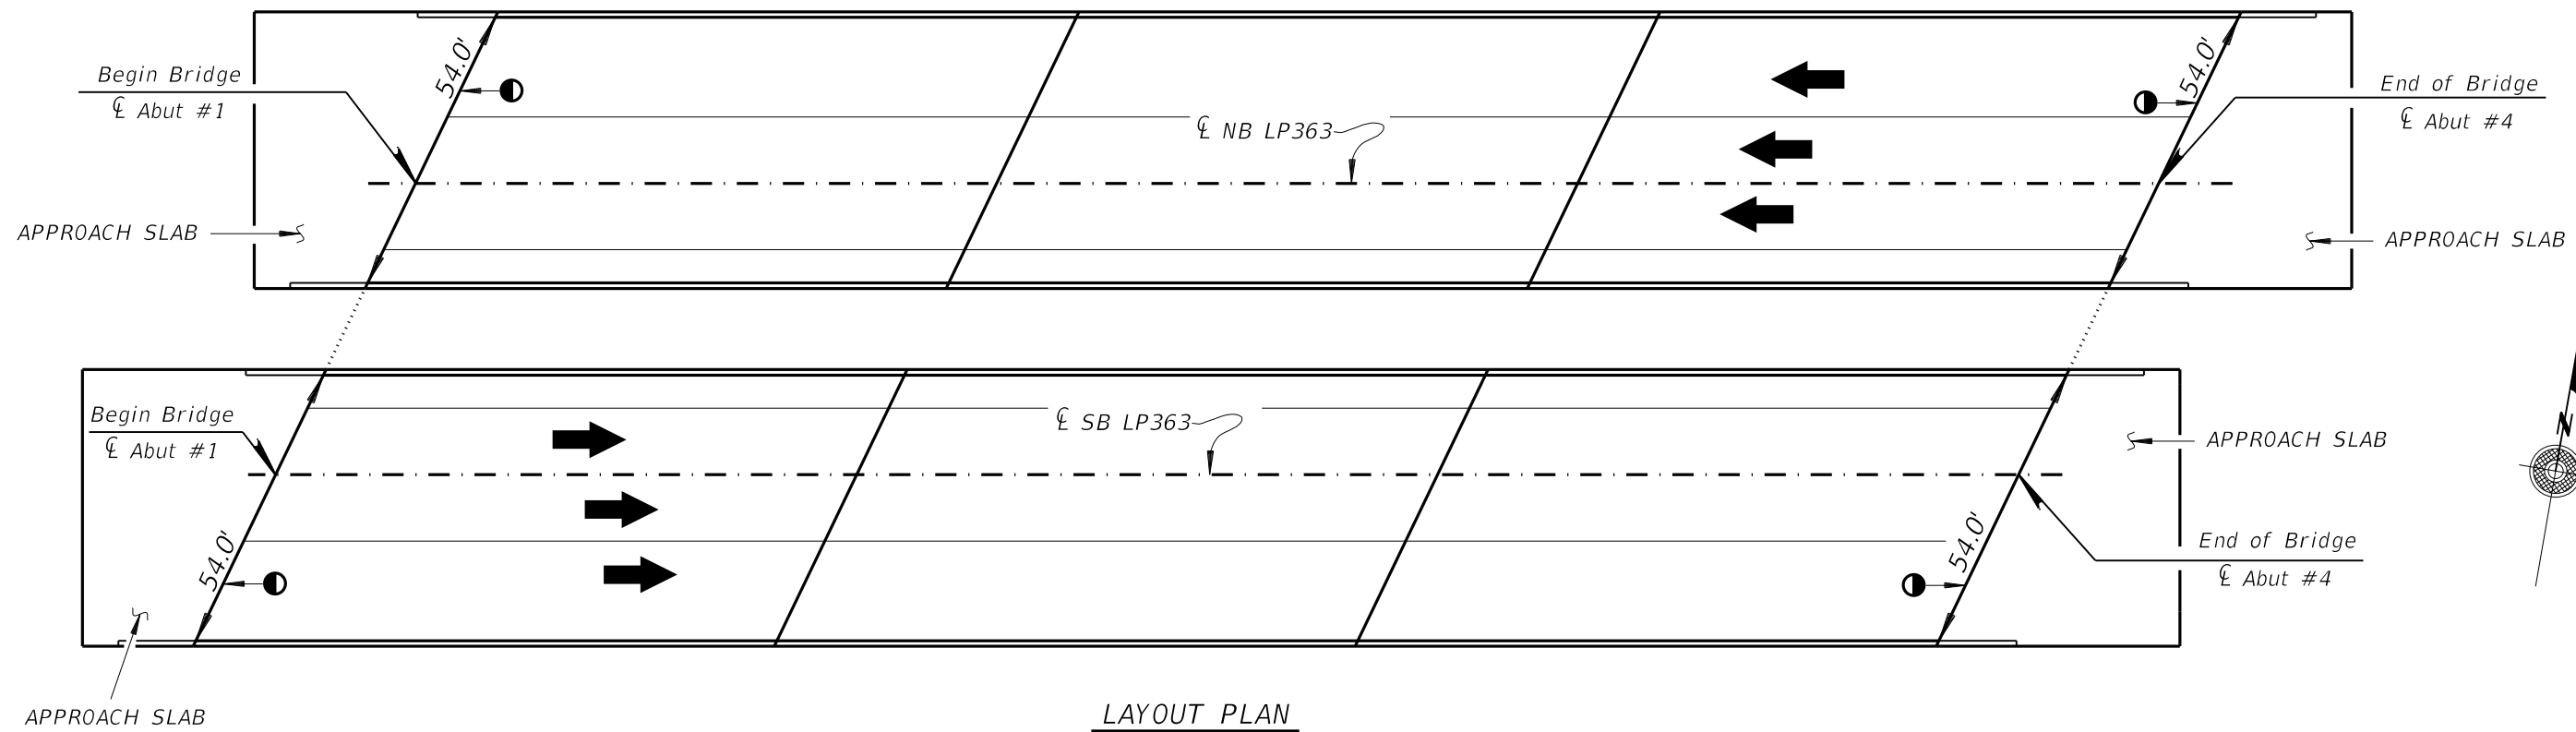 Begin Bridge
℄ Abut #1
54.0'
℄ NB LP363
54.0'
End of Bridge
℄ Abut #4
APPROACH SLAB
APPROACH SLAB
Begin Bridge
℄ Abut #1
54.0'
℄ SB LP363
54.0'
APPROACH SLAB
End of Bridge
℄ Abut #4
N
APPROACH SLAB
LAYOUT PLAN